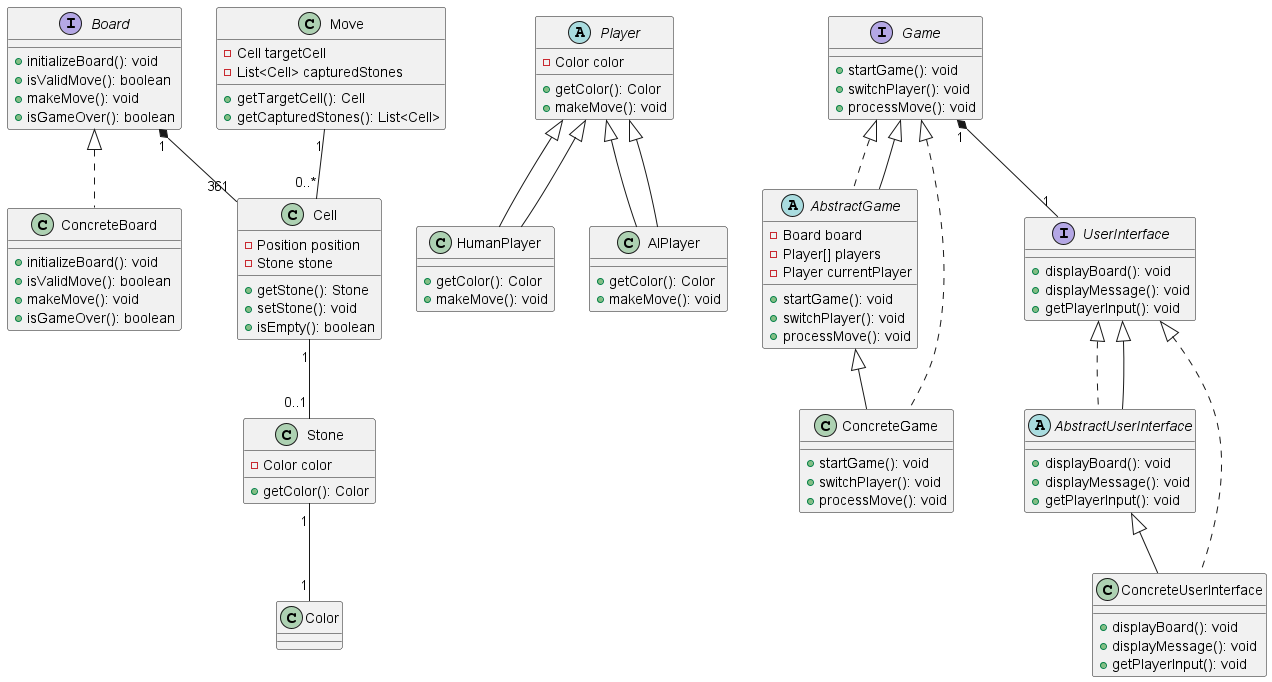 I Board
initializeBoard(): void
isValidMove(): boolean
makeMove(): void
isGameOver(): boolean
C Move
Cell targetCell
List<Cell> capturedStones
getTargetCell(): Cell
getCapturedStones(): List<Cell>
A Player
Color color
getColor(): Color
makeMove(): void
I Game
startGame(): void
switchPlayer(): void
processMove(): void
1
361
1
0..*
1
1
C ConcreteBoard
initializeBoard(): void
isValidMove(): boolean
makeMove(): void
isGameOver(): boolean
C Cell
Position position
Stone stone
getStone(): Stone
setStone(): void
isEmpty(): boolean
C HumanPlayer
getColor(): Color
makeMove(): void
C AIPlayer
getColor(): Color
makeMove(): void
A AbstractGame
Board board
Player[] players
Player currentPlayer
startGame(): void
switchPlayer(): void
processMove(): void
I UserInterface
displayBoard(): void
displayMessage(): void
getPlayerInput(): void
1
0..1
C Stone
Color color
getColor(): Color
C ConcreteGame
startGame(): void
switchPlayer(): void
processMove(): void
A AbstractUserInterface
displayBoard(): void
displayMessage(): void
getPlayerInput(): void
1
1
C Color
C ConcreteUserInterface
displayBoard(): void
displayMessage(): void
getPlayerInput(): void